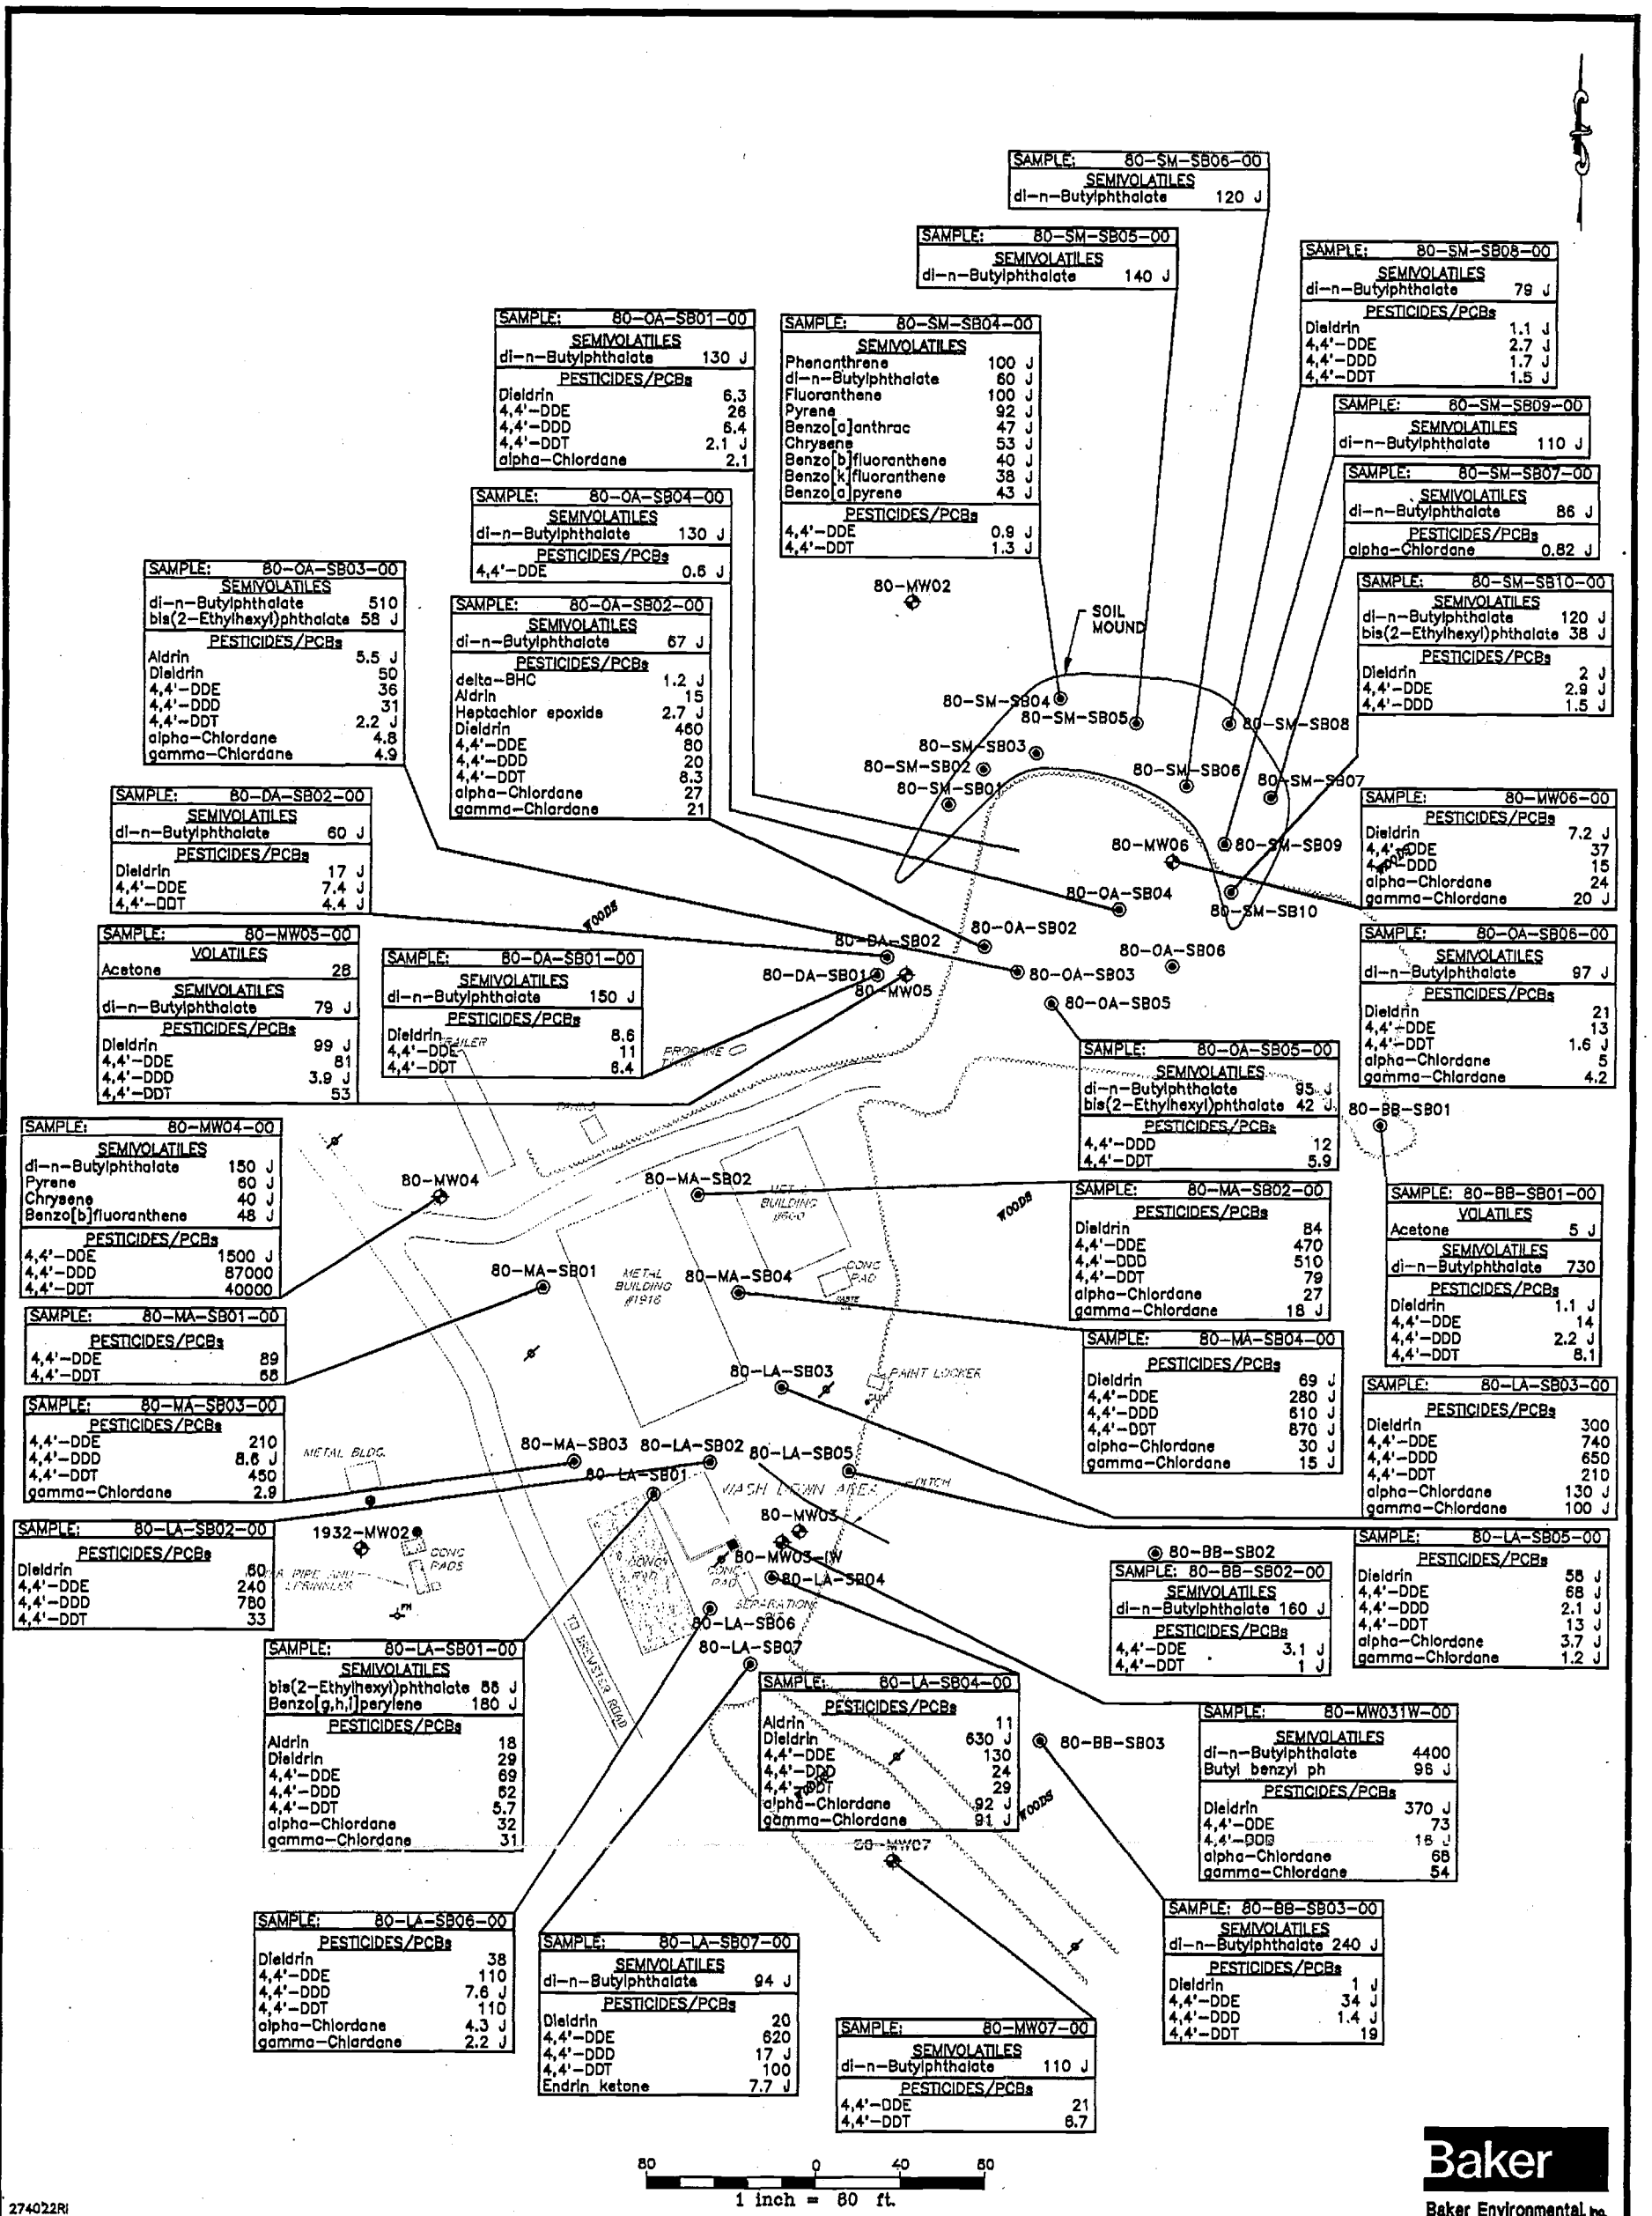 SAMPLE: 80-SM-SB06-00
SEMIVOLATILES
di-n-Butylphthalate 120 J
SAMPLE: 80-SM-SB05-00
SEMIVOLATILES
di-n-Butylphthalate 140 J
SAMPLE: 80-SM-SB08-00
SEMIVOLATILES
di-n-Butylphthalate 79 J
PESTICIDES/PCBs
Dieldrin 1.1 J
4,4'-DDE 2.7 J
4,4'-DDD 1.7 J
4,4'-DDT 1.5 J
SAMPLE: 80-OA-SB01-00
SEMIVOLATILES
di-n-Butylphthalate 130 J
PESTICIDES/PCBs
Dieldrin 6.3
4,4'-DDE 26
4,4'-DDD 6.4
4,4'-DDT 2.1 J
alpha-Chlordane 2.1
SAMPLE: 80-SM-SB04-00
SEMIVOLATILES
Phenanthrene 100 J
di-n-Butylphthalate 60 J
Fluoranthene 100 J
Pyrene 92 J
Benzo[a]anthrac 47 J
Chrysene 53 J
Benzo[b]fluoranthene 40 J
Benzo[k]fluoranthene 38 J
Benzo[a]pyrene 43 J
PESTICIDES/PCBs
4,4'-DDE 0.9 J
4,4'-DDT 1.3 J
SAMPLE: 80-SM-SB09-00
SEMIVOLATILES
di-n-Butylphthalate 110 J
SAMPLE: 80-SM-SB07-00
SEMIVOLATILES
di-n-Butylphthalate 86 J
PESTICIDES/PCBs
alpha-Chlordane 0.82 J
SAMPLE: 80-OA-SB04-00
SEMIVOLATILES
di-n-Butylphthalate 130 J
PESTICIDES/PCBs
4,4'-DDE 0.6 J
SAMPLE: 80-OA-SB03-00
SEMIVOLATILES
di-n-Butylphthalate 510
bis(2-Ethylhexyl)phthalate 58 J
PESTICIDES/PCBs
Aldrin 5.5 J
Dieldrin 50
4,4'-DDE 36
4,4'-DDD 31
4,4'-DDT 2.2 J
alpha-Chlordane 4.8
gamma-Chlordane 4.9
SAMPLE: 80-OA-SB02-00
SEMIVOLATILES
di-n-Butylphthalate 67 J
PESTICIDES/PCBs
delta-BHC 1.2 J
Aldrin 15
Heptachlor epoxide 2.7 J
Dieldrin 460
4,4'-DDE 80
4,4'-DDD 20
4,4'-DDT 8.3
alpha-Chlordane 27
gamma-Chlordane 21
80-MW02
SOIL
MOUND
SAMPLE: 80-SM-SB10-00
SEMIVOLATILES
di-n-Butylphthalate 120 J
bis(2-Ethylhexyl)phthalate 38 J
PESTICIDES/PCBs
Dieldrin 2 J
4,4'-DDE 2.9 J
4,4'-DDD 1.5 J
80-SM-SB04
80-SM-SB05
80-SM-SB08
80-SM-SB03
80-SM-SB02
80-SM-SB01
80-SM-SB06
80-SM-SB07
80-MW06
80-SM-SB09
80-OA-SB04
80-SM-SB10
SAMPLE: 80-DA-SB02-00
SEMIVOLATILES
di-n-Butylphthalate 60 J
PESTICIDES/PCBs
Dieldrin 17 J
4,4'-DDE 7.4 J
4,4'-DDT 4.4 J
SAMPLE: 80-MW06-00
PESTICIDES/PCBs
Dieldrin 7.2 J
4,4'-DDE 37
4,4'-DDD 15
alpha-Chlordane 24
gamma-Chlordane 20 J
WOODS
WOODS
80-OA-SB02
80-DA-SB02
80-DA-SB01
80-MW05
80-OA-SB03
80-OA-SB06
80-OA-SB05
SAMPLE: 80-MW05-00
VOLATILES
Acetone 28
SEMIVOLATILES
di-n-Butylphthalate 79 J
PESTICIDES/PCBs
Dieldrin 99 J
4,4'-DDE 81
4,4'-DDD 3.9 J
4,4'-DDT 53
SAMPLE: 80-DA-SB01-00
SEMIVOLATILES
di-n-Butylphthalate 150 J
PESTICIDES/PCBs
Dieldrin 8.6
4,4'-DDE 11
4,4'-DDT 6.4
TRAILER
PROPANE
TANK
SAMPLE: 80-OA-SB06-00
SEMIVOLATILES
di-n-Butylphthalate 97 J
PESTICIDES/PCBs
Dieldrin 21
4,4'-DDE 13
4,4'-DDT 1.6 J
alpha-Chlordane 5
gamma-Chlordane 4.2
SAMPLE: 80-OA-SB05-00
SEMIVOLATILES
di-n-Butylphthalate 95 J
bis(2-Ethylhexyl)phthalate 42 J
PESTICIDES/PCBs
4,4'-DDD 12
4,4'-DDT 5.9
80-BB-SB01
SAMPLE: 80-MW04-00
SEMIVOLATILES
di-n-Butylphthalate 150 J
Pyrene 60 J
Chrysene 40 J
Benzo[b]fluoranthene 48 J
PESTICIDES/PCBs
4,4'-DDE 1500 J
4,4'-DDD 87000
4,4'-DDT 40000
80-MW04
80-MA-SB02
METAL
BUILDING
#600
WOODS
SAMPLE: 80-MA-SB02-00
PESTICIDES/PCBs
Dieldrin 84
4,4'-DDE 470
4,4'-DDD 510
4,4'-DDT 79
alpha-Chlordane 27
gamma-Chlordane 18 J
SAMPLE: 80-BB-SB01-00
VOLATILES
Acetone 5 J
SEMIVOLATILES
di-n-Butylphthalate 730
PESTICIDES/PCBs
Dieldrin 1.1 J
4,4'-DDE 14
4,4'-DDD 2.2 J
4,4'-DDT 8.1
80-MA-SB01
METAL
BUILDING
#1916
80-MA-SB04
CONC
PAD
SAMPLE: 80-MA-SB01-00
PESTICIDES/PCBs
4,4'-DDE 89
4,4'-DDT 68
SAMPLE: 80-MA-SB04-00
PESTICIDES/PCBs
Dieldrin 69 J
4,4'-DDE 280 J
4,4'-DDD 610 J
4,4'-DDT 870 J
alpha-Chlordane 30 J
gamma-Chlordane 15 J
80-LA-SB03
PAINT LOCKER
SAMPLE: 80-LA-SB03-00
PESTICIDES/PCBs
Dieldrin 300
4,4'-DDE 740
4,4'-DDD 650
4,4'-DDT 210
alpha-Chlordane 130 J
gamma-Chlordane 100 J
SAMPLE: 80-MA-SB03-00
PESTICIDES/PCBs
4,4'-DDE 210
4,4'-DDD 8.6 J
4,4'-DDT 450
gamma-Chlordane 2.9
METAL BLDG.
80-MA-SB03
80-LA-SB02
80-LA-SB05
80-LA-SB01
WASH DOWN AREA
DITCH
80-MW03
SAMPLE: 80-LA-SB02-00
PESTICIDES/PCBs
Dieldrin 60
4,4'-DDE 240
4,4'-DDD 780
4,4'-DDT 33
1932-MW02
CONC
PADS
PIPE AND
SPRINKLER
CONC
PAD
80-MW03-IW
CONC
PAD
80-LA-SB04
SEPARATION
80-LA-SB06
80-LA-SB07
TO BREWSTER ROAD
80-BB-SB02
SAMPLE: 80-BB-SB02-00
SEMIVOLATILES
di-n-Butylphthalate 160 J
PESTICIDES/PCBs
4,4'-DDE 3.1 J
4,4'-DDT 1 J
SAMPLE: 80-LA-SB05-00
PESTICIDES/PCBs
Dieldrin 58 J
4,4'-DDE 68 J
4,4'-DDD 2.1 J
4,4'-DDT 13 J
alpha-Chlordane 3.7 J
gamma-Chlordane 1.2 J
SAMPLE: 80-LA-SB01-00
SEMIVOLATILES
bis(2-Ethylhexyl)phthalate 88 J
Benzo[g,h,i]perylene 180 J
PESTICIDES/PCBs
Aldrin 18
Dieldrin 29
4,4'-DDE 69
4,4'-DDD 62
4,4'-DDT 5.7
alpha-Chlordane 32
gamma-Chlordane 31
SAMPLE: 80-LA-SB04-00
PESTICIDES/PCBs
Aldrin 11
Dieldrin 630 J
4,4'-DDE 130
4,4'-DDD 24
4,4'-DDT 29
alpha-Chlordane 92 J
gamma-Chlordane 91 J
WOODS
80-BB-SB03
SAMPLE: 80-MW031W-00
SEMIVOLATILES
di-n-Butylphthalate 4400
Butyl benzyl ph 96 J
PESTICIDES/PCBs
Dieldrin 370 J
4,4'-DDE 73
4,4'-DDD 16 J
alpha-Chlordane 68
gamma-Chlordane 54
80-MW07
SAMPLE: 80-LA-SB06-00
PESTICIDES/PCBs
Dieldrin 38
4,4'-DDE 110
4,4'-DDD 7.6 J
4,4'-DDT 110
alpha-Chlordane 4.3 J
gamma-Chlordane 2.2 J
SAMPLE: 80-LA-SB07-00
SEMIVOLATILES
di-n-Butylphthalate 94 J
PESTICIDES/PCBs
Dieldrin 20
4,4'-DDE 620
4,4'-DDD 17 J
4,4'-DDT 100
Endrin ketone 7.7 J
SAMPLE: 80-BB-SB03-00
SEMIVOLATILES
di-n-Butylphthalate 240 J
PESTICIDES/PCBs
Dieldrin 1 J
4,4'-DDE 34 J
4,4'-DDD 1.4 J
4,4'-DDT 19
SAMPLE: 80-MW07-00
SEMIVOLATILES
di-n-Butylphthalate 110 J
PESTICIDES/PCBs
4,4'-DDE 21
4,4'-DDT 6.7
80 0 40 80
1 inch = 80 ft.
Baker
Baker Environmental, Inc.
274022RI